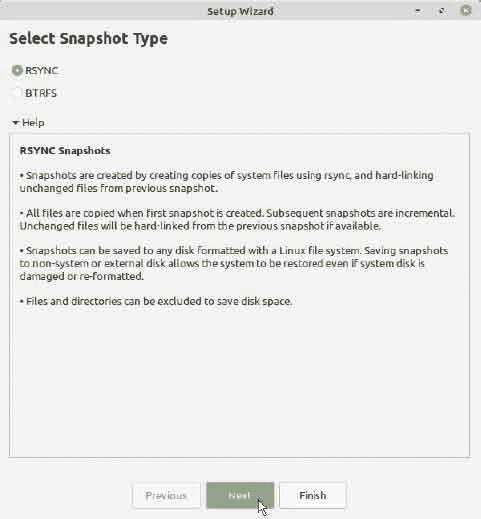 Setup Wizard
Select Snapshot Type
RSYNC
BTRFS
Help
RSYNC Snapshots
• Snapshots are created by creating copies of system files using rsync, and hard-linking
unchanged files from previous snapshot.
• All files are copied when first snapshot is created. Subsequent snapshots are incremental.
Unchanged files will be hard-linked from the previous snapshot if available.
• Snapshots can be saved to any disk formatted with a Linux file system. Saving snapshots
to non-system or external disk allows the system to be restored even if system disk is
damaged or re-formatted.
• Files and directories can be excluded to save disk space.
Previous Next Finish